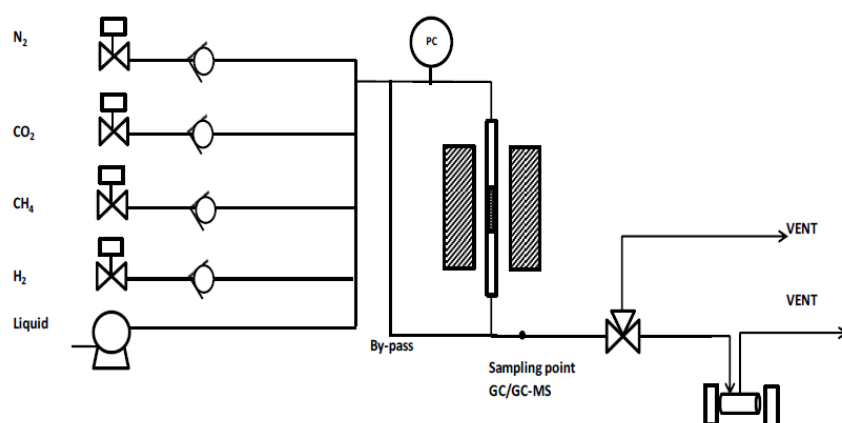 N₂
PC
CO₂
CH₄
H₂
Liquid
VENT
VENT
By-pass
Sampling point
GC/GC-MS